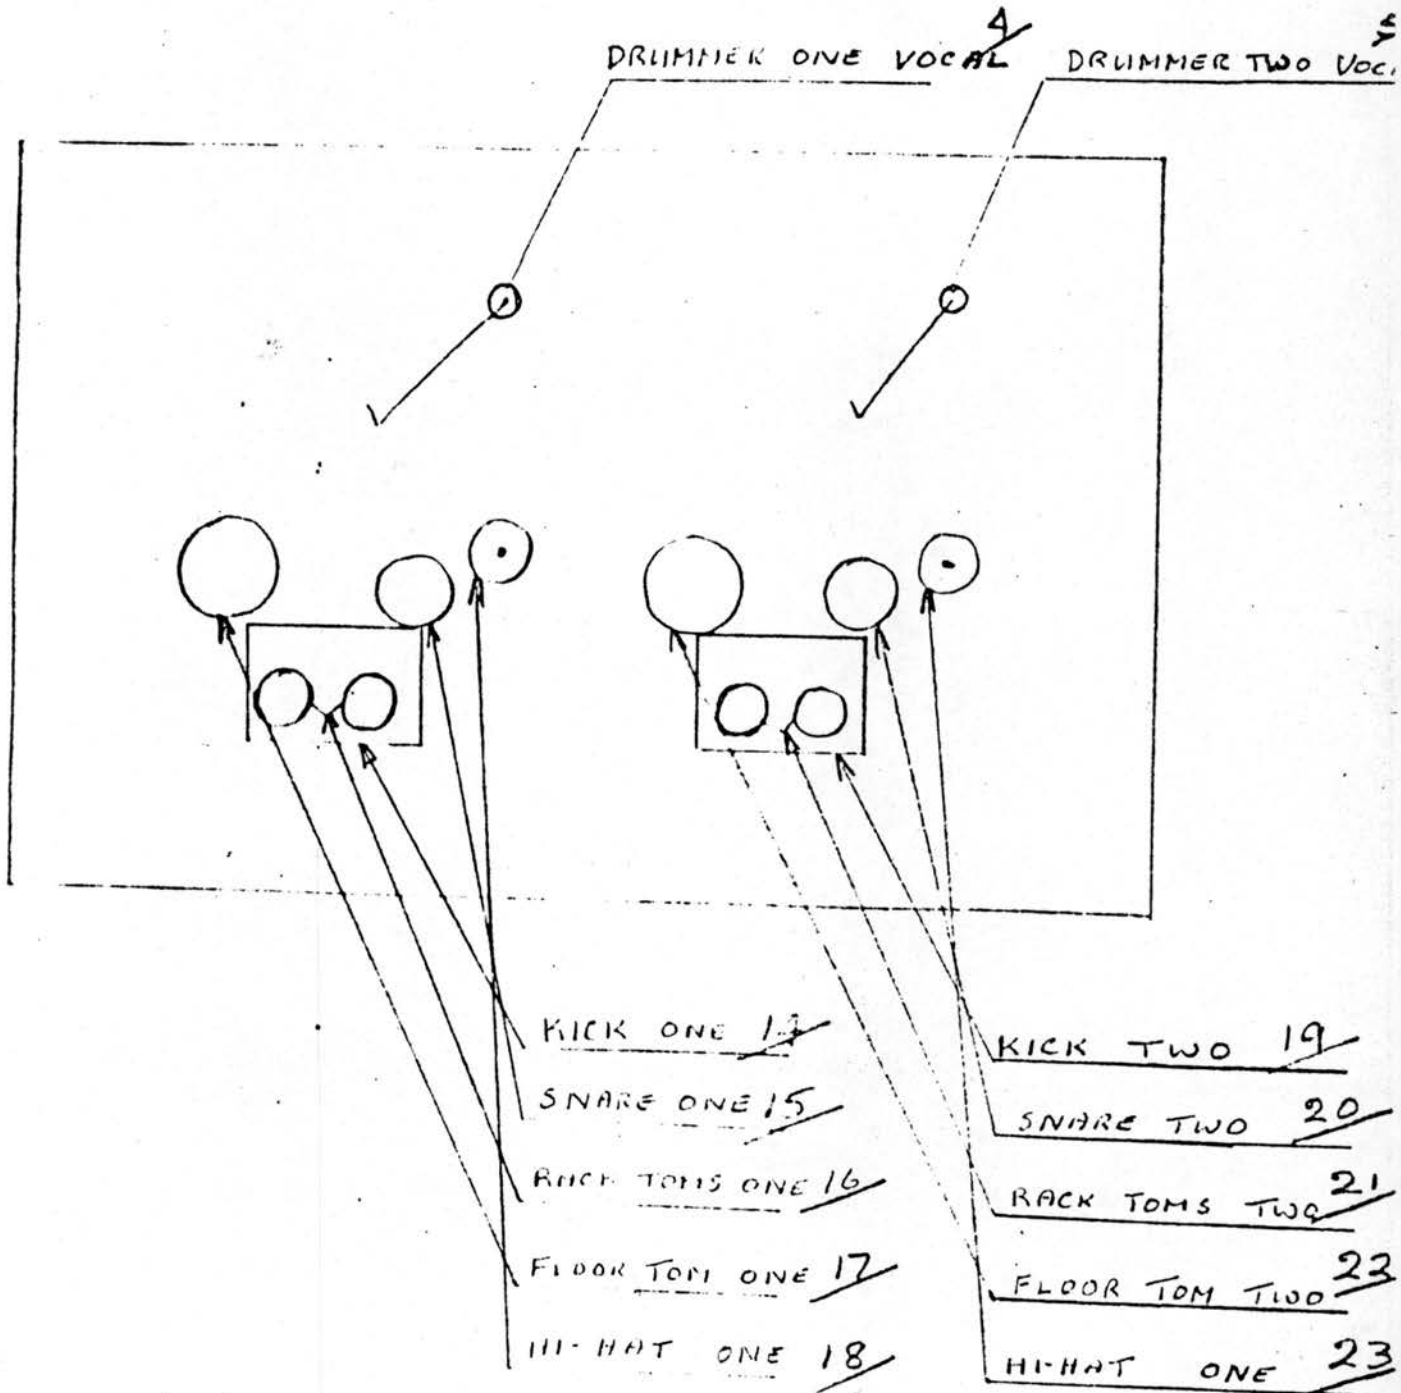 DRUMMER ONE VOCAL 4
DRUMMER TWO VOC.
KICK ONE 14
SNARE ONE 15
RACK TOMS ONE 16
FLOOR TOM ONE 17
HI-HAT ONE 18
KICK TWO 19
SNARE TWO 20
RACK TOMS TWO 21
FLOOR TOM TWO 22
HI-HAT ONE 23